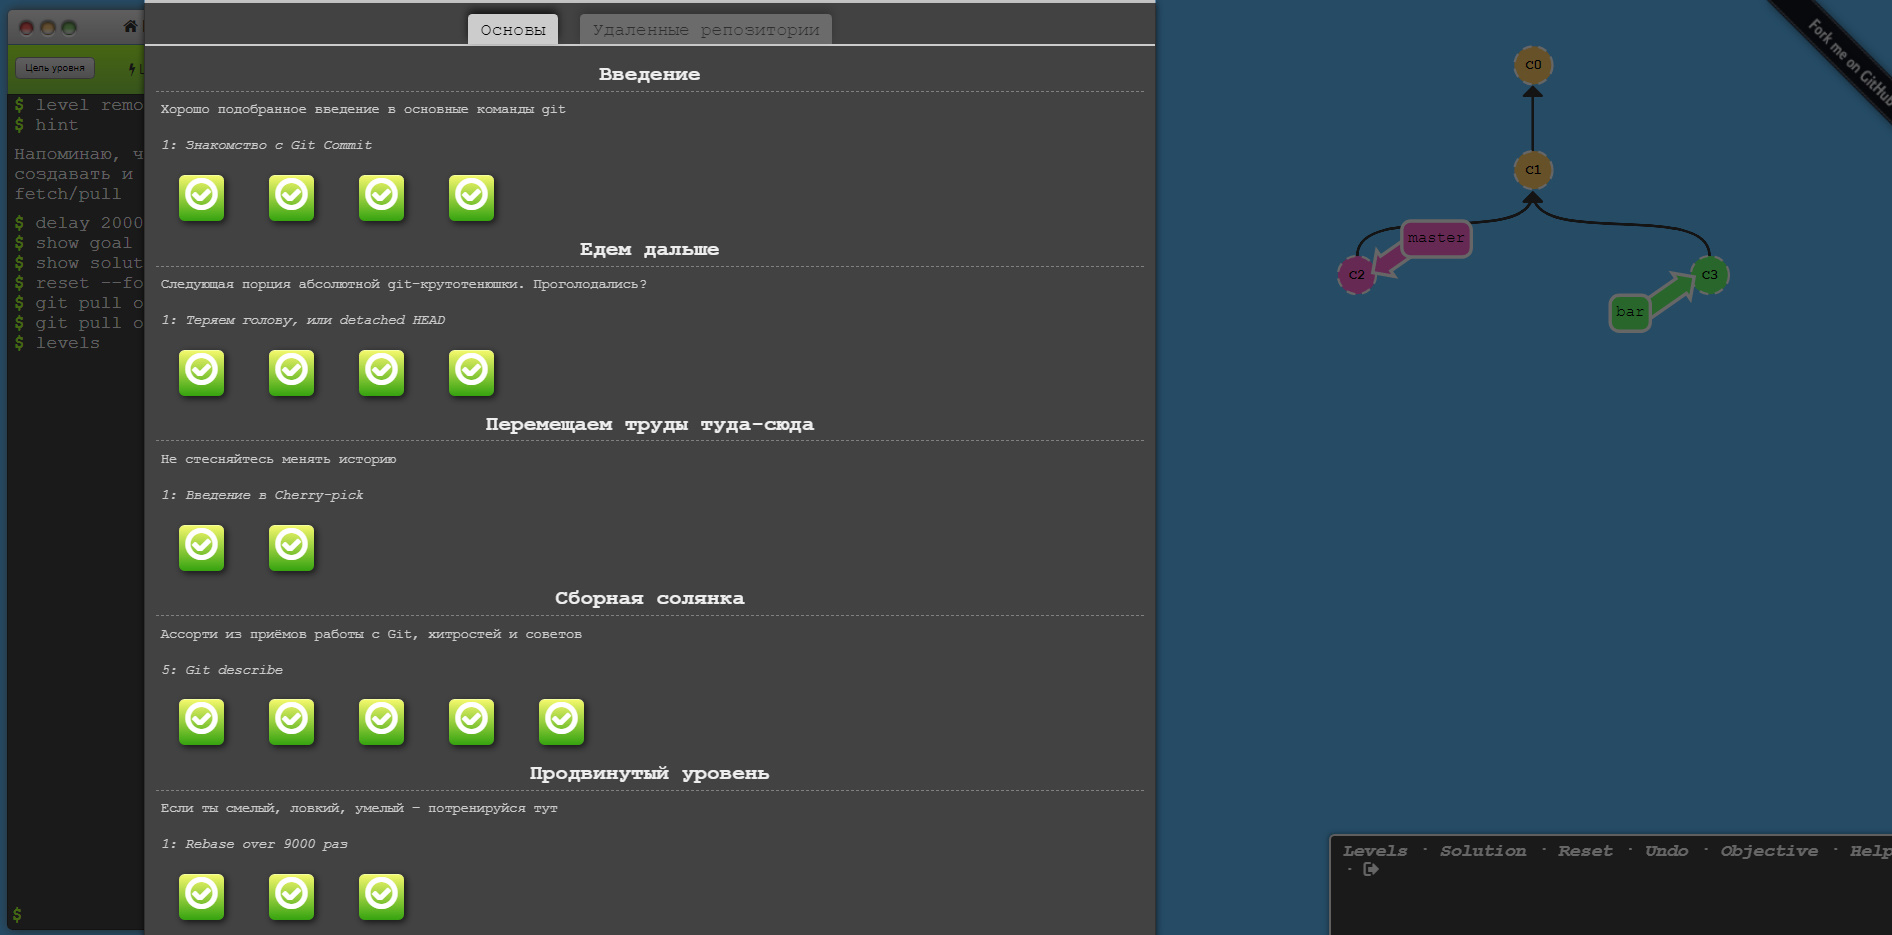 Основы
Удаленные репозитории
Fork me on GitHub
Цель уровня
$ level remo
$ hint
Напоминаю, ч
создавать и
fetch/pull
$ delay 2000
$ show goal
$ show solut
$ reset --fo
$ git pull o
$ git pull o
$ levels
$
Введение
Хорошо подобранное введение в основные команды git
1: Знакомство с Git Commit
Едем дальше
Следующая порция абсолютной git-крутотенюшки. Проголодались?
1: Теряем голову, или detached HEAD
Перемещаем труды туда-сюда
Не стесняйтесь менять историю
1: Введение в Cherry-pick
Сборная солянка
Ассорти из приёмов работы с Git, хитростей и советов
5: Git describe
Продвинутый уровень
Если ты смелый, ловкий, умелый – потренируйся тут
1: Rebase over 9000 раз
c0
c1
master
c2
c3
bar
Levels · Solution · Reset · Undo · Objective · Help
·